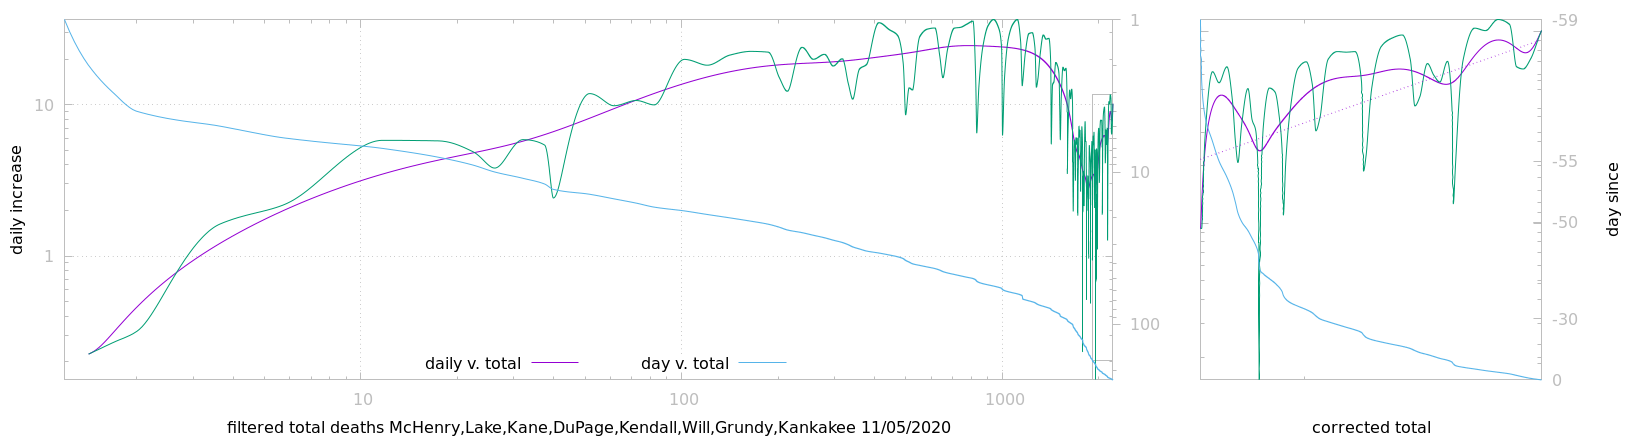 daily increase
10
1
1
10
100
daily v. total
day v. total
10
100
1000
filtered total deaths McHenry,Lake,Kane,DuPage,Kendall,Will,Grundy,Kankakee 11/05/2020
-59
-55
-50
-30
0
day since
corrected total